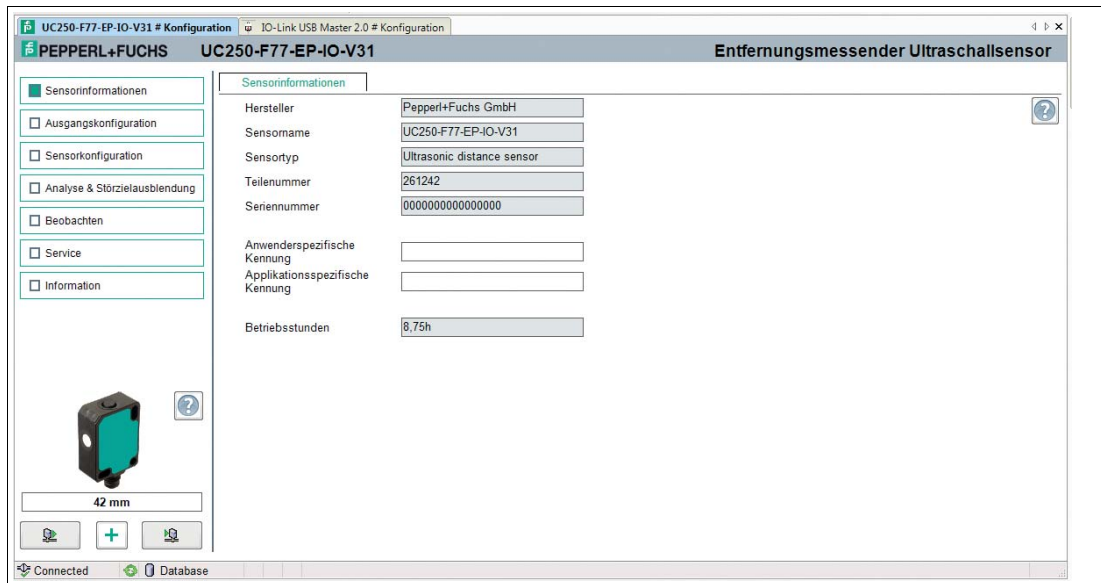 UC250-F77-EP-IO-V31 # Konfiguration IO-Link USB Master 2.0 # Konfiguration
PEPPERL+FUCHS UC250-F77-EP-IO-V31 Entfernungsmessender Ultraschallsensor
Sensorinformationen
Ausgangskonfiguration
Sensorkonfiguration
Analyse & Störzielausblendung
Beobachten
Service
Information
42 mm
Sensorinformationen
Hersteller Pepperl+Fuchs GmbH
Sensorname UC250-F77-EP-IO-V31
Sensortyp Ultrasonic distance sensor
Teilenummer 261242
Seriennummer 0000000000000000
Anwenderspezifische
Kennung
Applikationsspezifische
Kennung
Betriebsstunden 8,75h
Connected Database